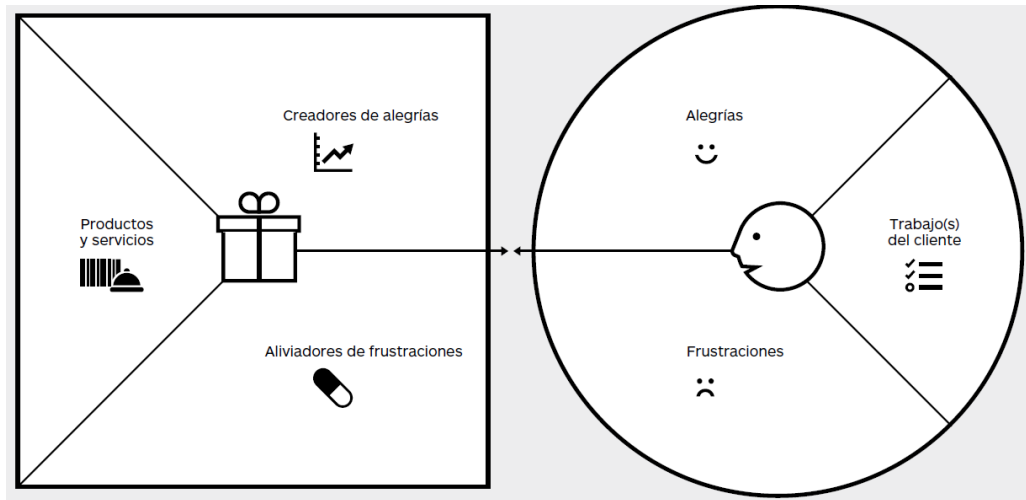 Creadores de alegrías
Productos
y servicios
Aliviadores de frustraciones
Alegrías
Trabajo(s)
del cliente
Frustraciones